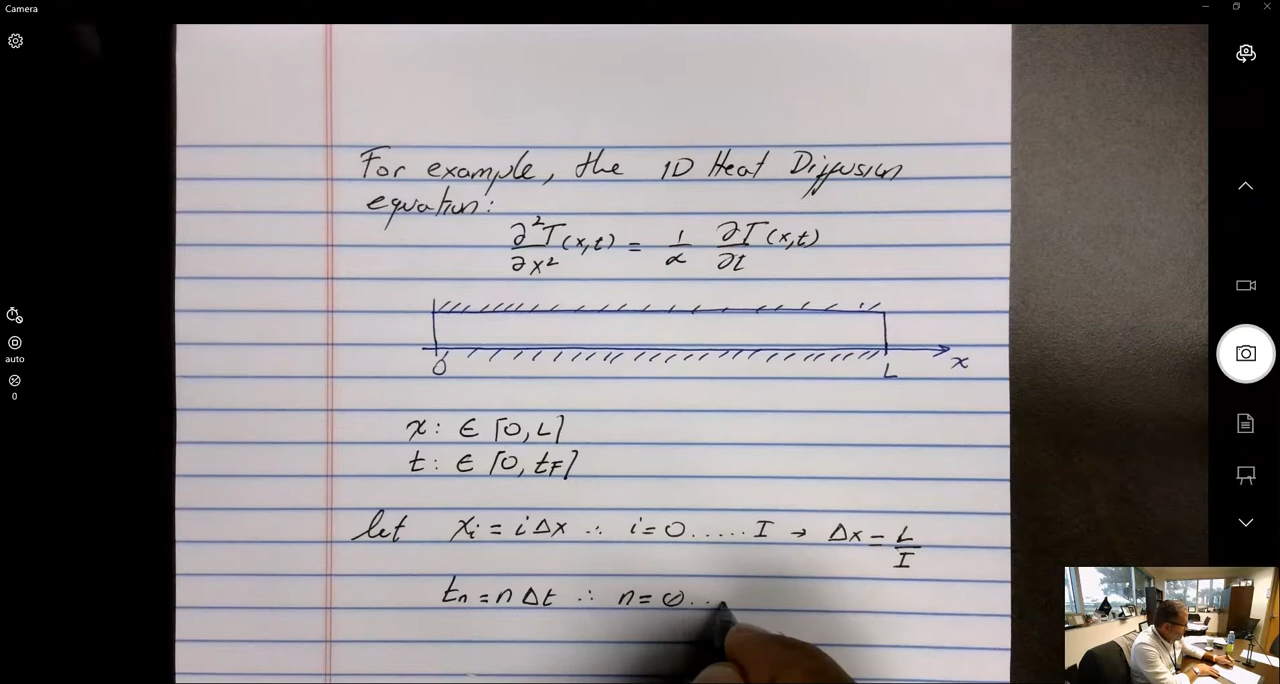 Camera
For example, the 1D Heat Diffusion
equation:
∂²T(x,t)/∂x² = 1/α ∂T(x,t)/∂t
0 L x
x: ∈ [0, L]
t: ∈ [0, tF]
let xi = iΔx ∴ i=0.....I → Δx = L/I
tn = nΔt ∴ n=0...
auto
0